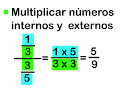 Multiplicar números
internos y externos
1
3
3
5
= 1 x 5
3 x 3
= 5
9